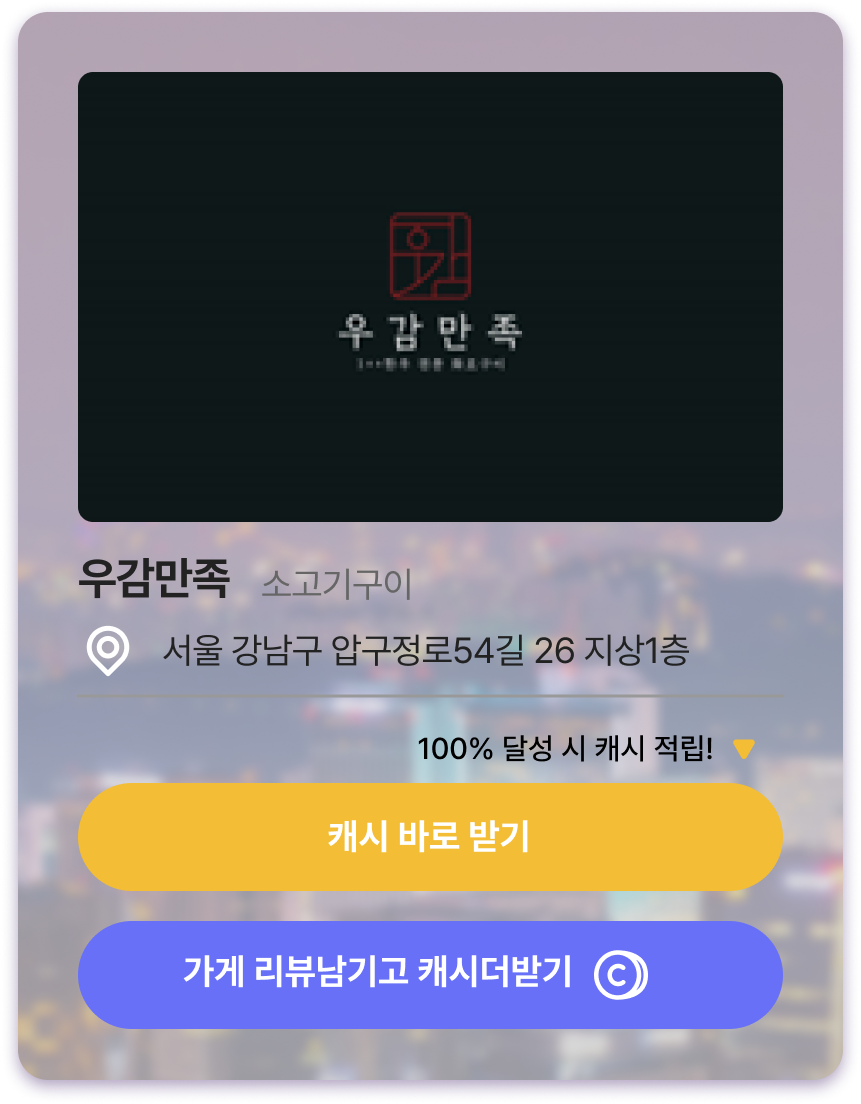 우감
우감만족
우감만족 소고기구이
서울 강남구 압구정로54길 26 지상1층
100% 달성 시 캐시 적립!
캐시 바로 받기
가게 리뷰남기고 캐시더받기 C